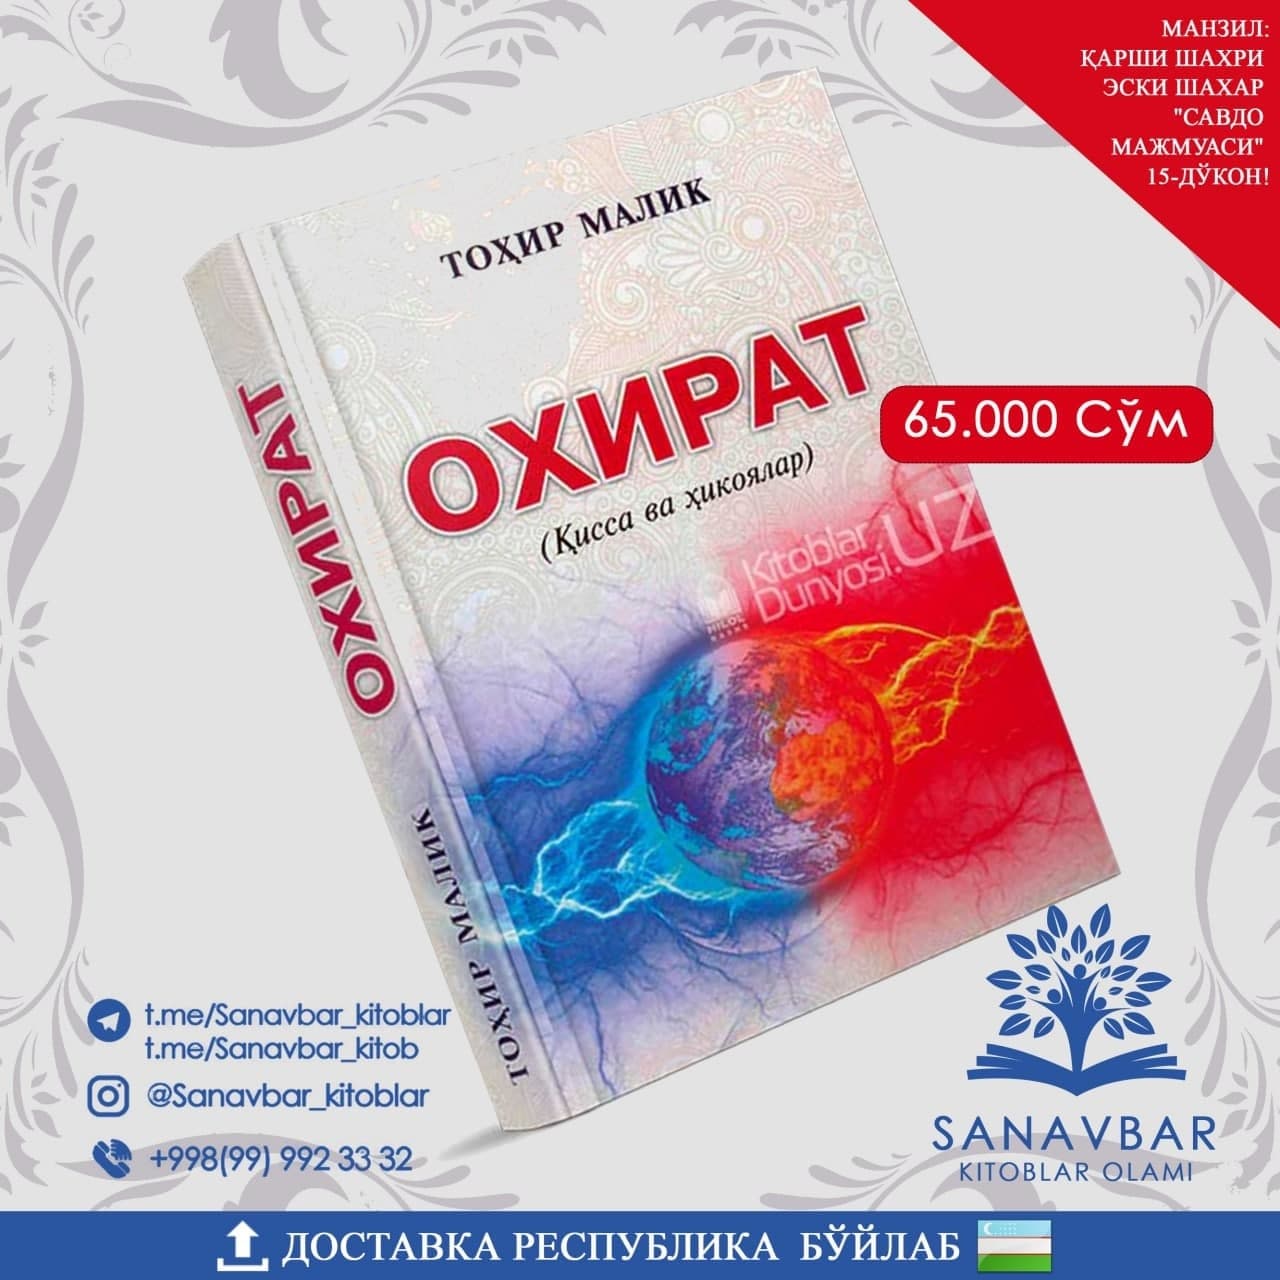 МАНЗИЛ:
ҚАРШИ ШАХРИ
ЭСКИ ШАХАР
"САВДО
МАЖМУАСИ"
15-ДЎКОН!
ТОҲИР МАЛИК
ОХИРАТ
(Қисса ва ҳикоялар)
65.000 Сўм
Kitoblar
Dunyosi.UZ
HILOL
NASHR
ОХИРАТ
ТОҲИР МАЛИК
t.me/Sanavbar_kitoblar
t.me/Sanavbar_kitob
@Sanavbar_kitoblar
+998(99) 992 33 32
SANAVBAR
KITOBLAR OLAMI
ДОСТАВКА РЕСПУБЛИКА БЎЙЛАБ